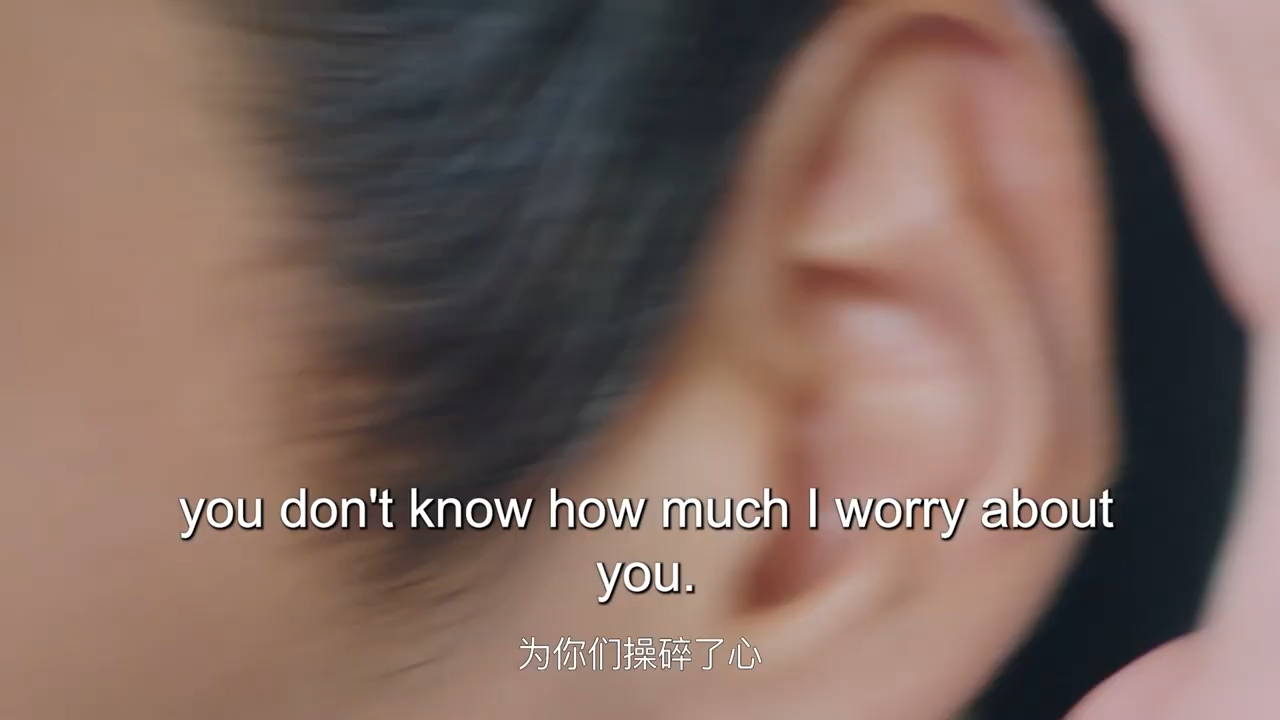 you don't know how much I worry about
you.
为你们操碎了心